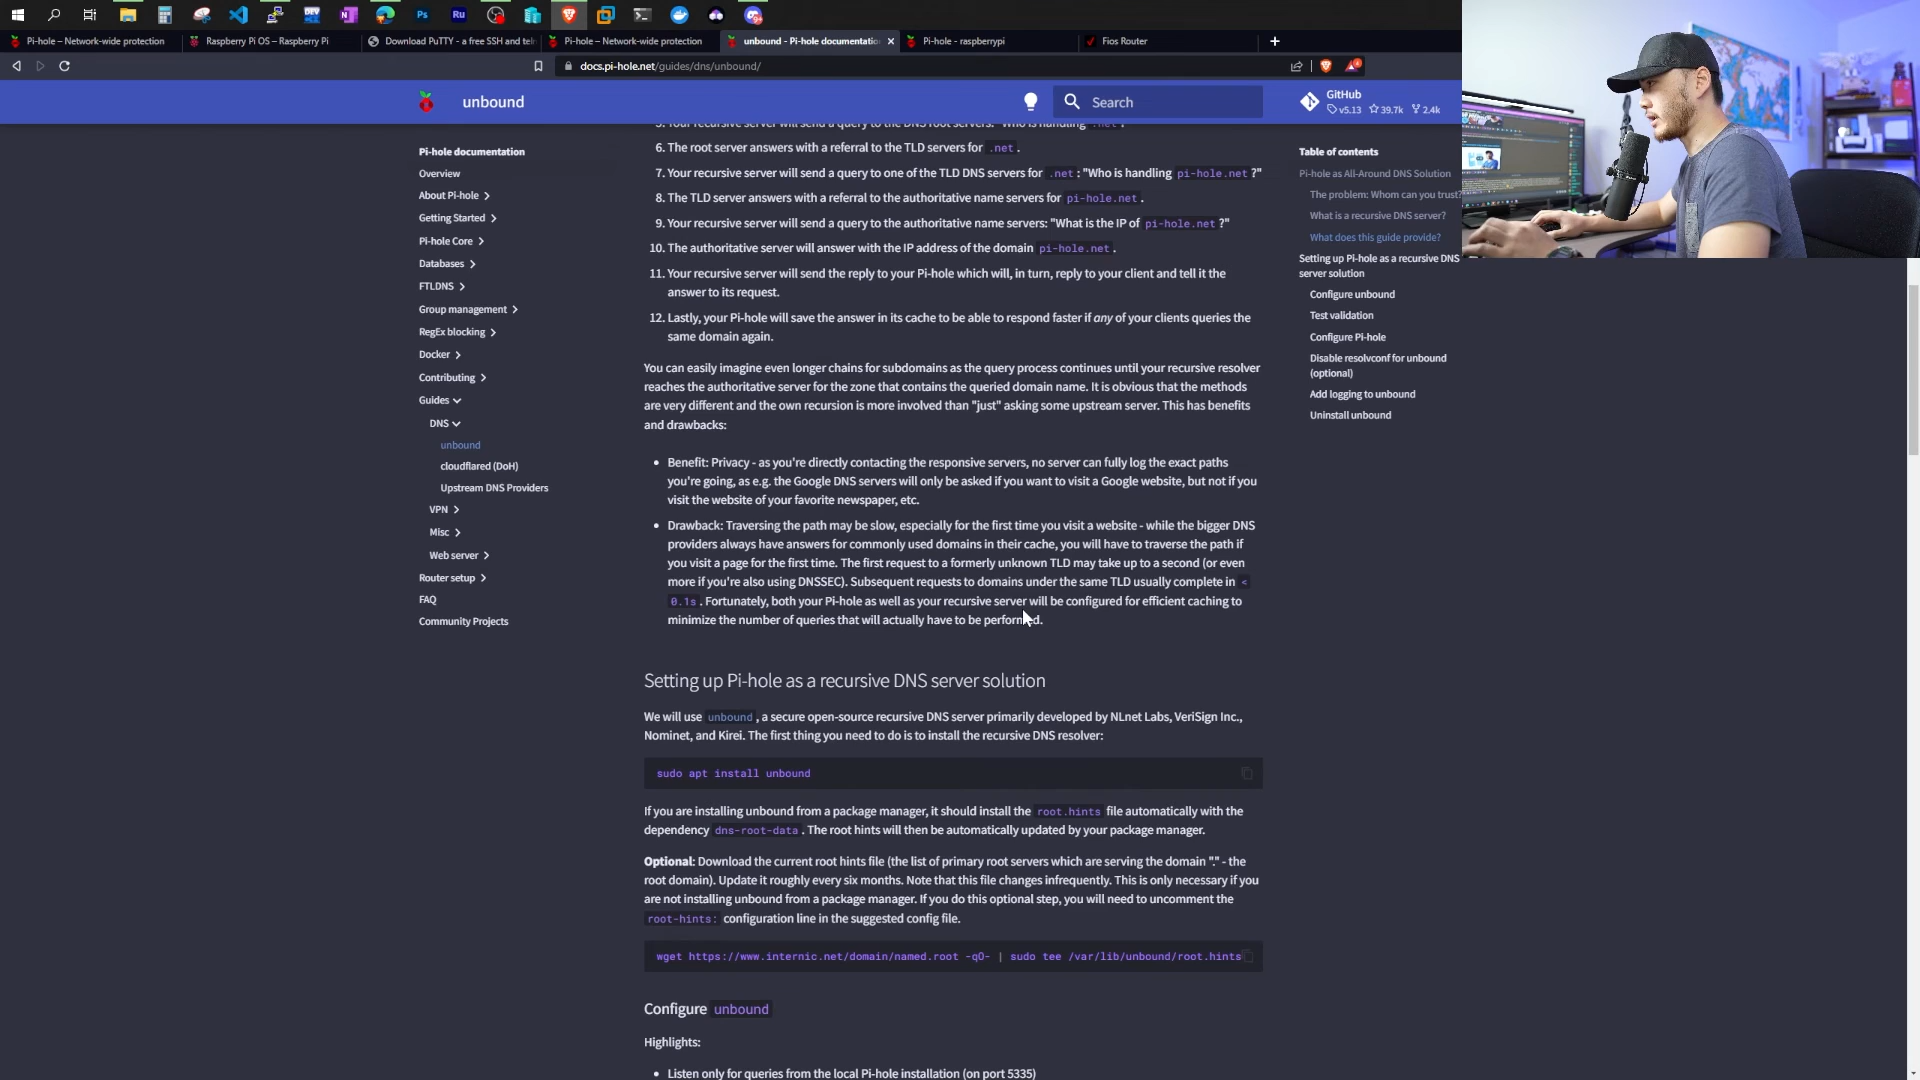 Pi-hole – Network-wide protection
Raspberry Pi OS – Raspberry Pi
Download PuTTY - a free SSH and teln
Pi-hole – Network-wide protection
unbound - Pi-hole documentatio
Pi-hole - raspberrypi
Fios Router
docs.pi-hole.net/guides/dns/unbound/
unbound
Search
GitHub
v5.13 39.7k 2.4k
Pi-hole documentation
Overview
About Pi-hole
Getting Started
Pi-hole Core
Databases
FTLDNS
Group management
RegEx blocking
Docker
Contributing
Guides
DNS
unbound
cloudflared (DoH)
Upstream DNS Providers
VPN
Misc
Web server
Router setup
FAQ
Community Projects
5. Your recursive server will send a query to the DNS root servers: "Who is handling .net?"
6. The root server answers with a referral to the TLD servers for .net.
7. Your recursive server will send a query to one of the TLD DNS servers for .net: "Who is handling pi-hole.net?"
8. The TLD server answers with a referral to the authoritative name servers for pi-hole.net.
9. Your recursive server will send a query to the authoritative name servers: "What is the IP of pi-hole.net?"
10. The authoritative server will answer with the IP address of the domain pi-hole.net.
11. Your recursive server will send the reply to your Pi-hole which will, in turn, reply to your client and tell it the
answer to its request.
12. Lastly, your Pi-hole will save the answer in its cache to be able to respond faster if any of your clients queries the
same domain again.
You can easily imagine even longer chains for subdomains as the query process continues until your recursive resolver
reaches the authoritative server for the zone that contains the queried domain name. It is obvious that the methods
are very different and the own recursion is more involved than "just" asking some upstream server. This has benefits
and drawbacks:
• Benefit: Privacy - as you're directly contacting the responsive servers, no server can fully log the exact paths
you're going, as e.g. the Google DNS servers will only be asked if you want to visit a Google website, but not if you
visit the website of your favorite newspaper, etc.
• Drawback: Traversing the path may be slow, especially for the first time you visit a website - while the bigger DNS
providers always have answers for commonly used domains in their cache, you will have to traverse the path if
you visit a page for the first time. The first request to a formerly unknown TLD may take up to a second (or even
more if you're also using DNSSEC). Subsequent requests to domains under the same TLD usually complete in <
0.1s. Fortunately, both your Pi-hole as well as your recursive server will be configured for efficient caching to
minimize the number of queries that will actually have to be performed.
Setting up Pi-hole as a recursive DNS server solution
We will use unbound, a secure open-source recursive DNS server primarily developed by NLnet Labs, VeriSign Inc.,
Nominet, and Kirei. The first thing you need to do is to install the recursive DNS resolver:
sudo apt install unbound
If you are installing unbound from a package manager, it should install the root.hints file automatically with the
dependency dns-root-data. The root hints will then be automatically updated by your package manager.
Optional: Download the current root hints file (the list of primary root servers which are serving the domain "." - the
root domain). Update it roughly every six months. Note that this file changes infrequently. This is only necessary if you
are not installing unbound from a package manager. If you do this optional step, you will need to uncomment the
root-hints: configuration line in the suggested config file.
wget https://www.internic.net/domain/named.root -qO- | sudo tee /var/lib/unbound/root.hints
Configure unbound
Highlights:
• Listen only for queries from the local Pi-hole installation (on port 5335)
Table of contents
Pi-hole as All-Around DNS Solution
The problem: Whom can you trust?
What is a recursive DNS server?
What does this guide provide?
Setting up Pi-hole as a recursive DNS
server solution
Configure unbound
Test validation
Configure Pi-hole
Disable resolvconf for unbound
(optional)
Add logging to unbound
Uninstall unbound